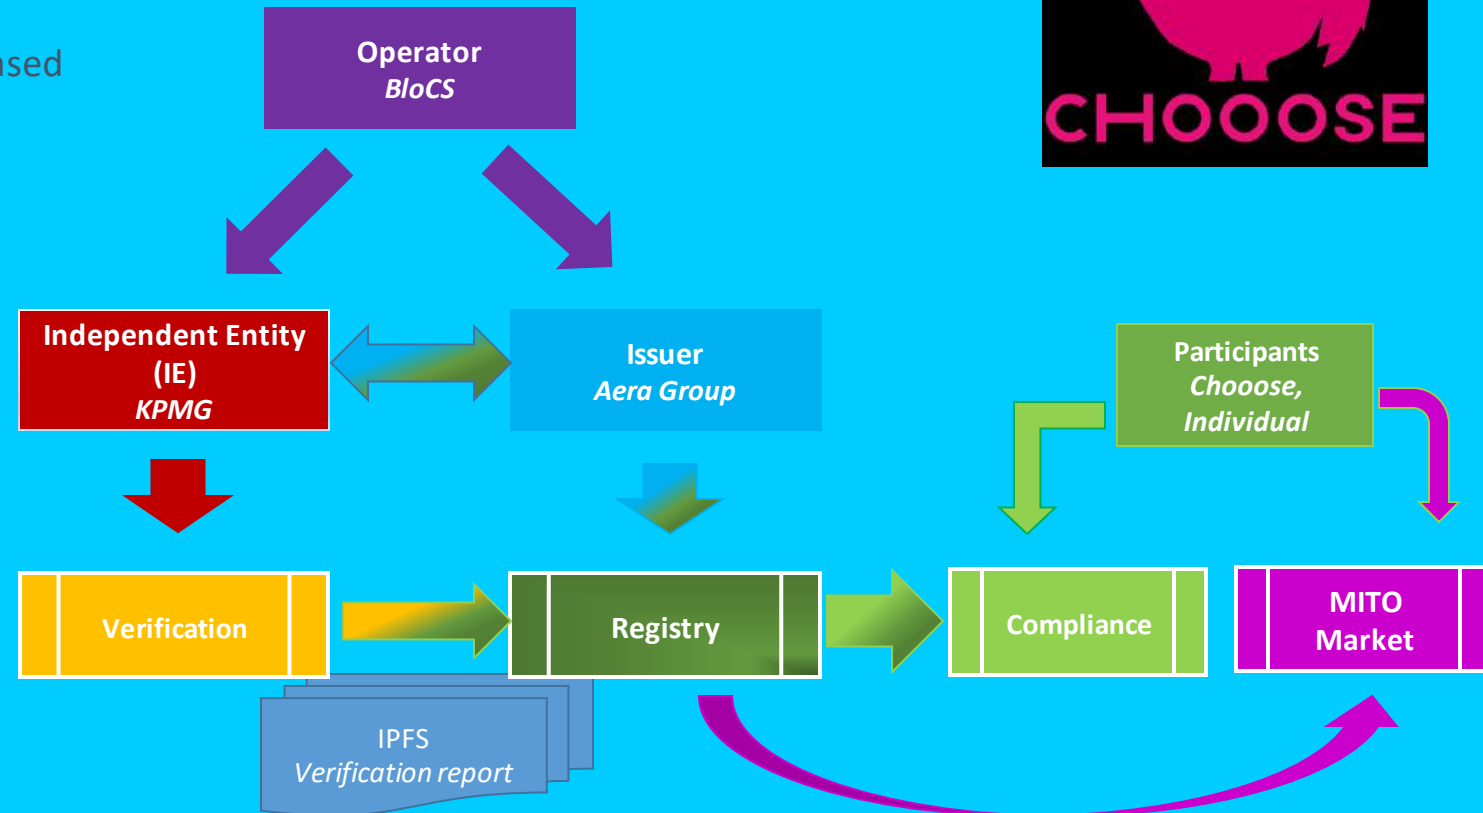 Operator
BloCS
CHOOOSE
Independent Entity
(IE)
KPMG
Issuer
Aera Group
Participants
Chooose,
Individual
Verification
Registry
Compliance
MITO
Market
IPFS
Verification report